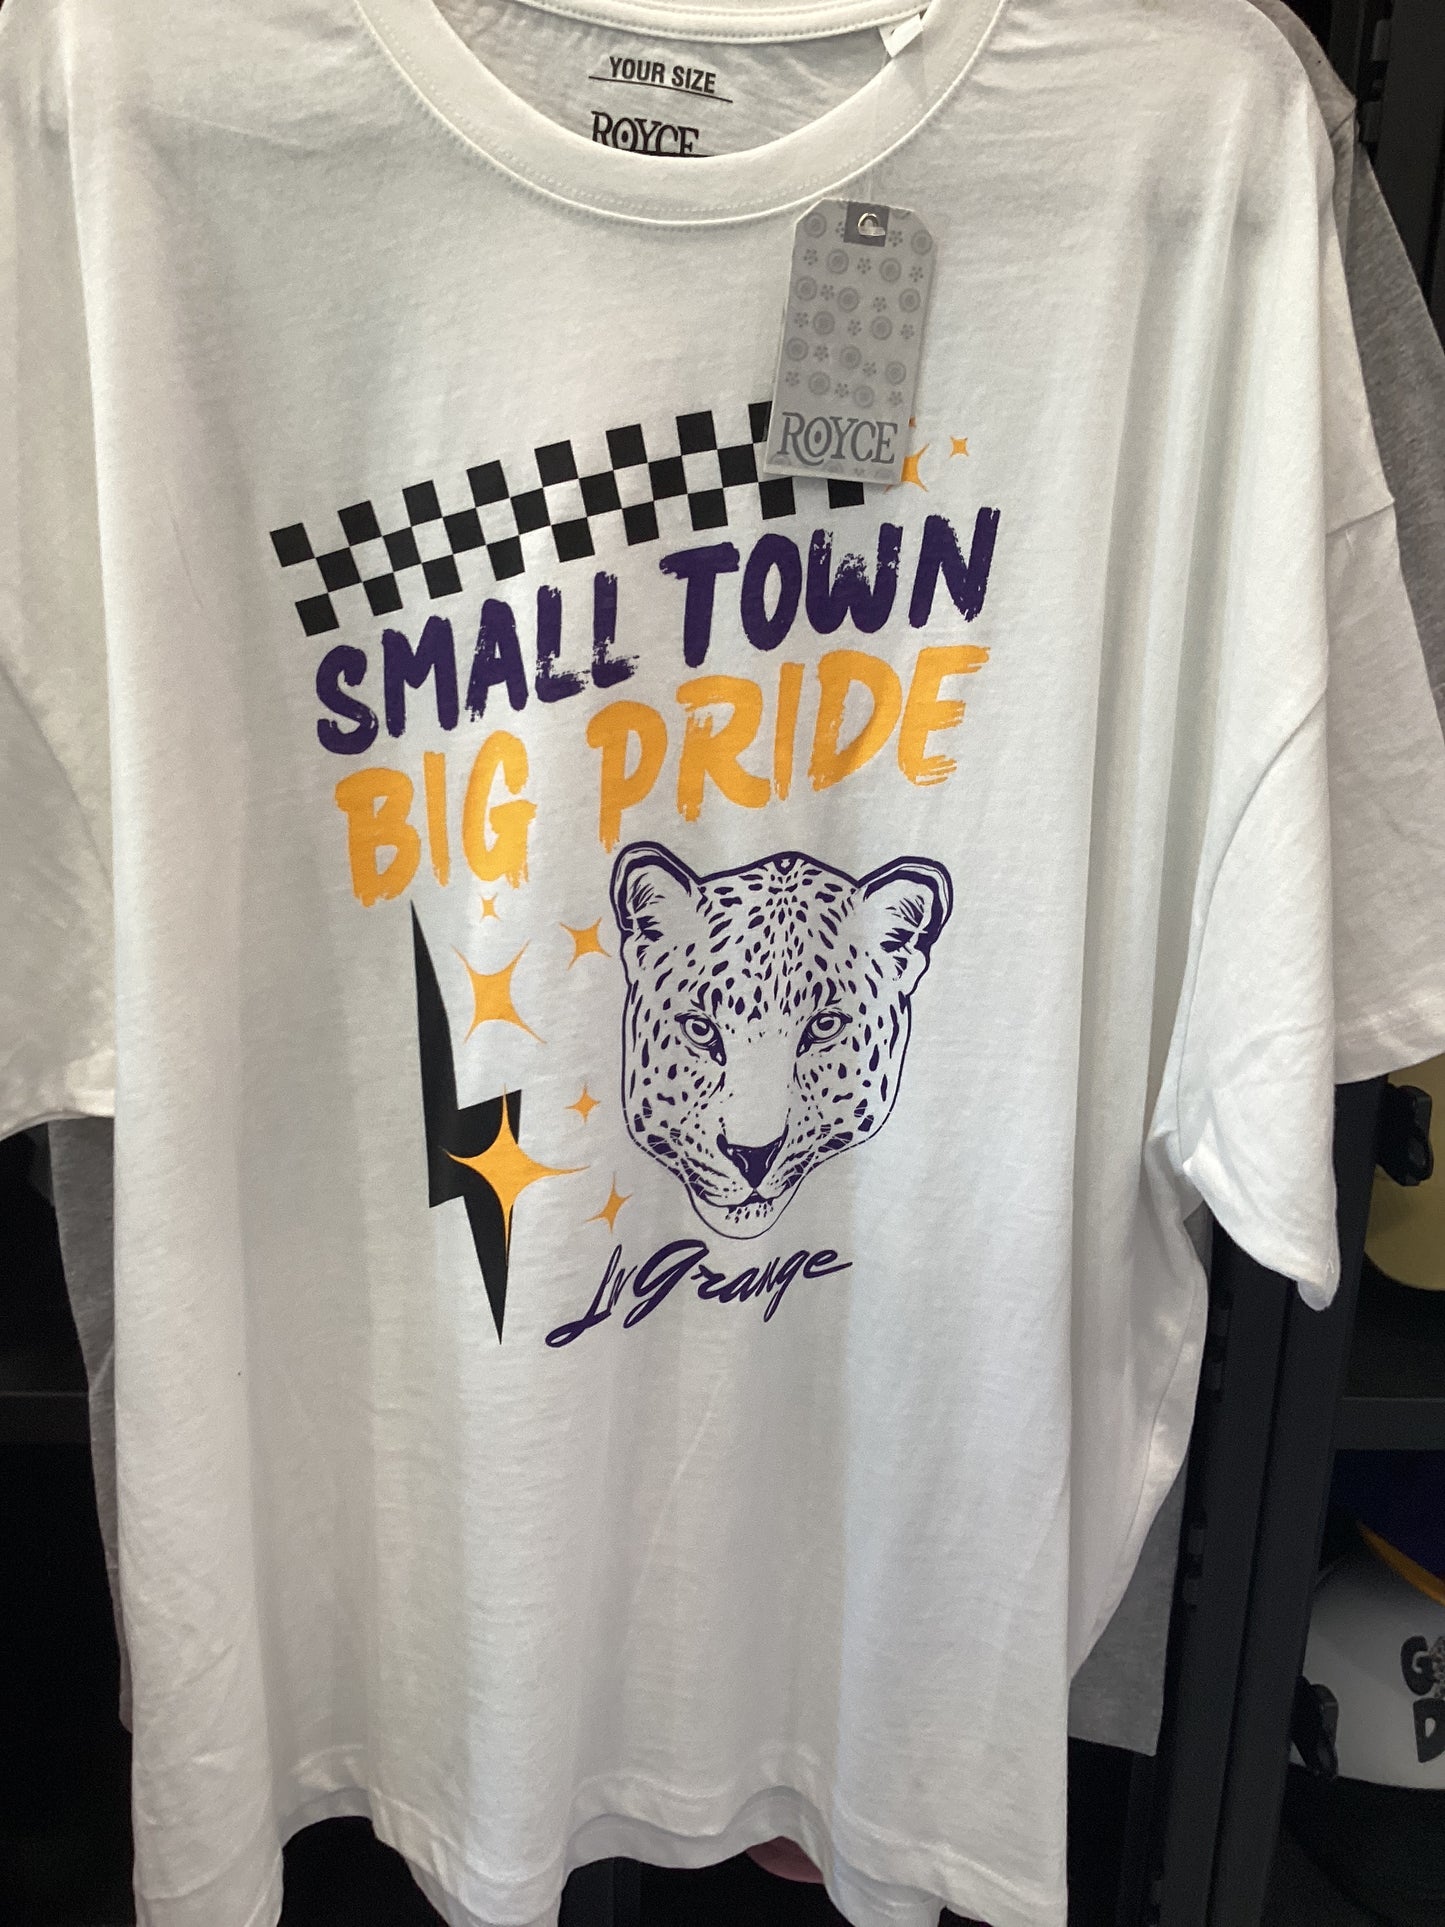 YOUR SIZE
ROYCE
ROYCE
SMALL TOWN
BIG PRIDE
LaGrange